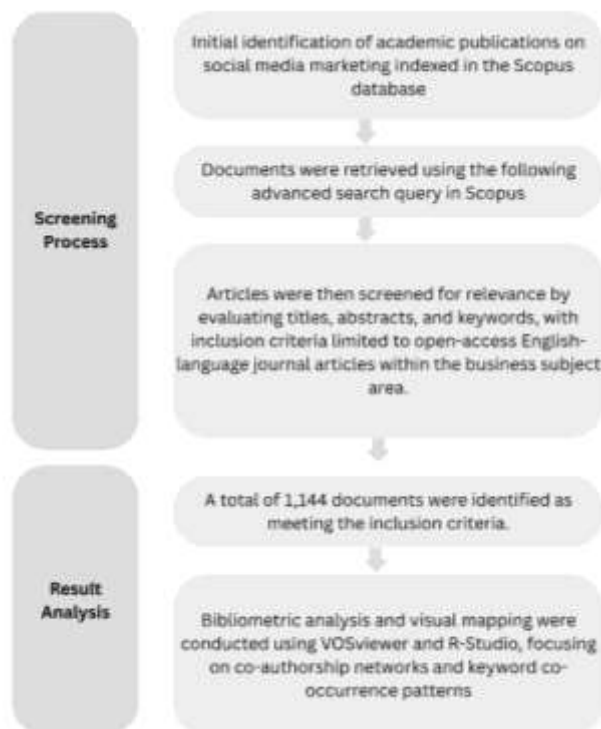 Screening
Process
Initial identification of academic publications on
social media marketing indexed in the Scopus
database
Documents were retrieved using the following
advanced search query in Scopus
Articles were then screened for relevance by
evaluating titles, abstracts, and keywords, with
inclusion criteria limited to open-access English-
language journal articles within the business subject
area.
Result
Analysis
A total of 1,144 documents were identified as
meeting the inclusion criteria.
Bibliometric analysis and visual mapping were
conducted using VOSviewer and R-Studio, focusing
on co-authorship networks and keyword co-
occurrence patterns